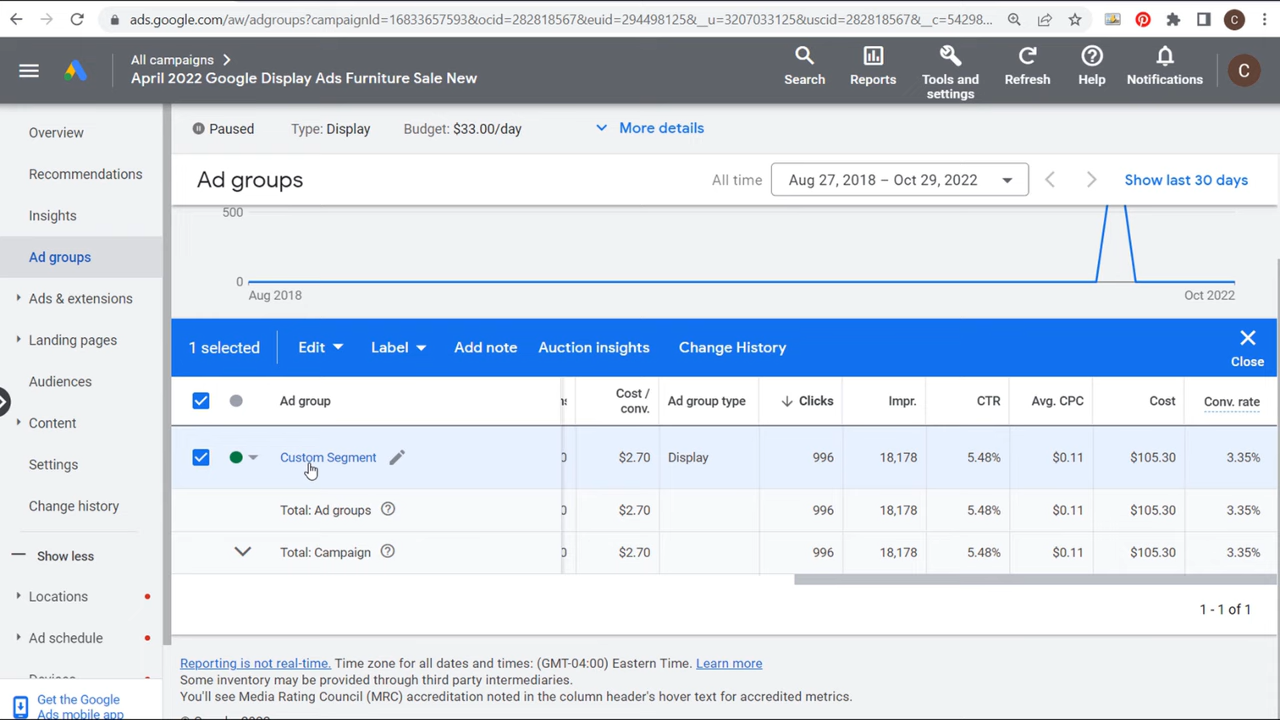 ads.google.com/aw/adgroups?campaignId=16833657593&ocid=282818567&euid=294498125&__u=3207033125&uscid=282818567&__c=54298...
C
All campaigns
April 2022 Google Display Ads Furniture Sale New
Search
Reports
Tools and
settings
Refresh
Help
Notifications
C
Overview
Recommendations
Insights
Ad groups
Ads & extensions
Landing pages
Audiences
Content
Settings
Change history
Show less
Locations
Ad schedule
Get the Google
Ads mobile app
Paused
Type: Display
Budget: $33.00/day
More details
Ad groups
All time
Aug 27, 2018 – Oct 29, 2022
Show last 30 days
500
0
Aug 2018
Oct 2022
1 selected
Edit
Label
Add note
Auction insights
Change History
Close
Ad group
Cost /
conv.
Ad group type
Clicks
Impr.
CTR
Avg. CPC
Cost
Conv. rate
Custom Segment
0
$2.70
Display
996
18,178
5.48%
$0.11
$105.30
3.35%
Total: Ad groups
0
$2.70
996
18,178
5.48%
$0.11
$105.30
3.35%
Total: Campaign
0
$2.70
996
18,178
5.48%
$0.11
$105.30
3.35%
1 - 1 of 1
Reporting is not real-time. Time zone for all dates and times: (GMT-04:00) Eastern Time. Learn more
Some inventory may be provided through third party intermediaries.
You'll see Media Rating Council (MRC) accreditation noted in the column header's hover text for accredited metrics.